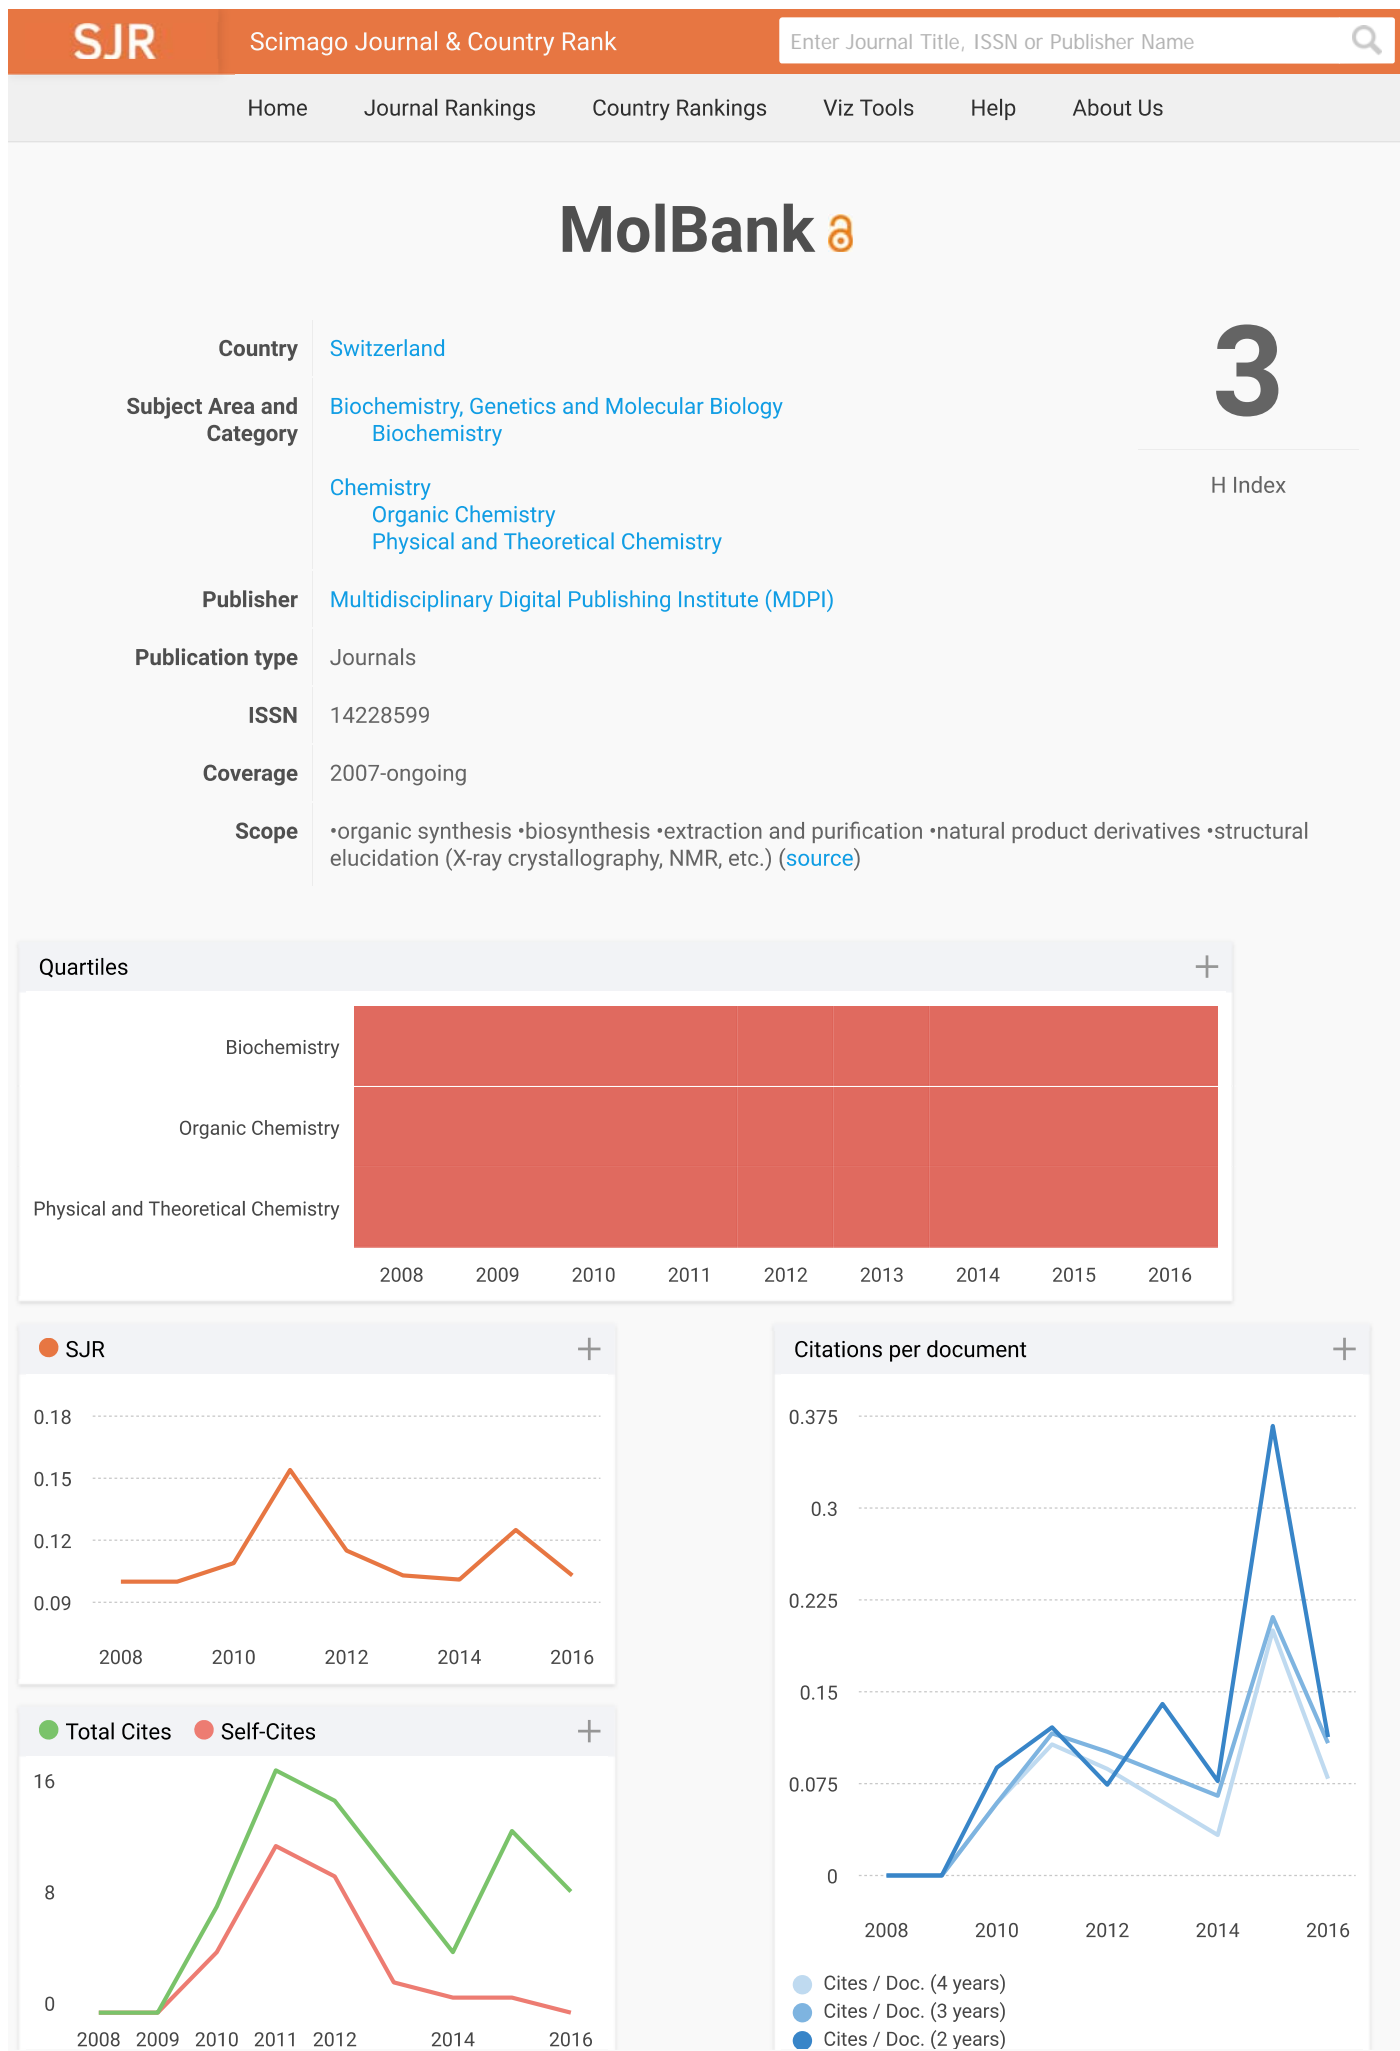 SJR
Scimago Journal & Country Rank
Enter Journal Title, ISSN or Publisher Name
Home Journal Rankings Country Rankings Viz Tools Help About Us
MolBank
Country Switzerland
3
H Index
Subject Area and Category
Biochemistry, Genetics and Molecular Biology
Biochemistry
Chemistry
Organic Chemistry
Physical and Theoretical Chemistry
Publisher Multidisciplinary Digital Publishing Institute (MDPI)
Publication type Journals
ISSN 14228599
Coverage 2007-ongoing
Scope •organic synthesis •biosynthesis •extraction and purification •natural product derivatives •structural
elucidation (X-ray crystallography, NMR, etc.) (source)
Quartiles
Biochemistry
Organic Chemistry
Physical and Theoretical Chemistry
2008 2009 2010 2011 2012 2013 2014 2015 2016
SJR
0.18
0.15
0.12
0.09
2008 2010 2012 2014 2016
Total Cites Self-Cites
16
8
0
2008 2009 2010 2011 2012 2014 2016
Citations per document
0.375
0.3
0.225
0.15
0.075
0
2008 2010 2012 2014 2016
Cites / Doc. (4 years)
Cites / Doc. (3 years)
Cites / Doc. (2 years)